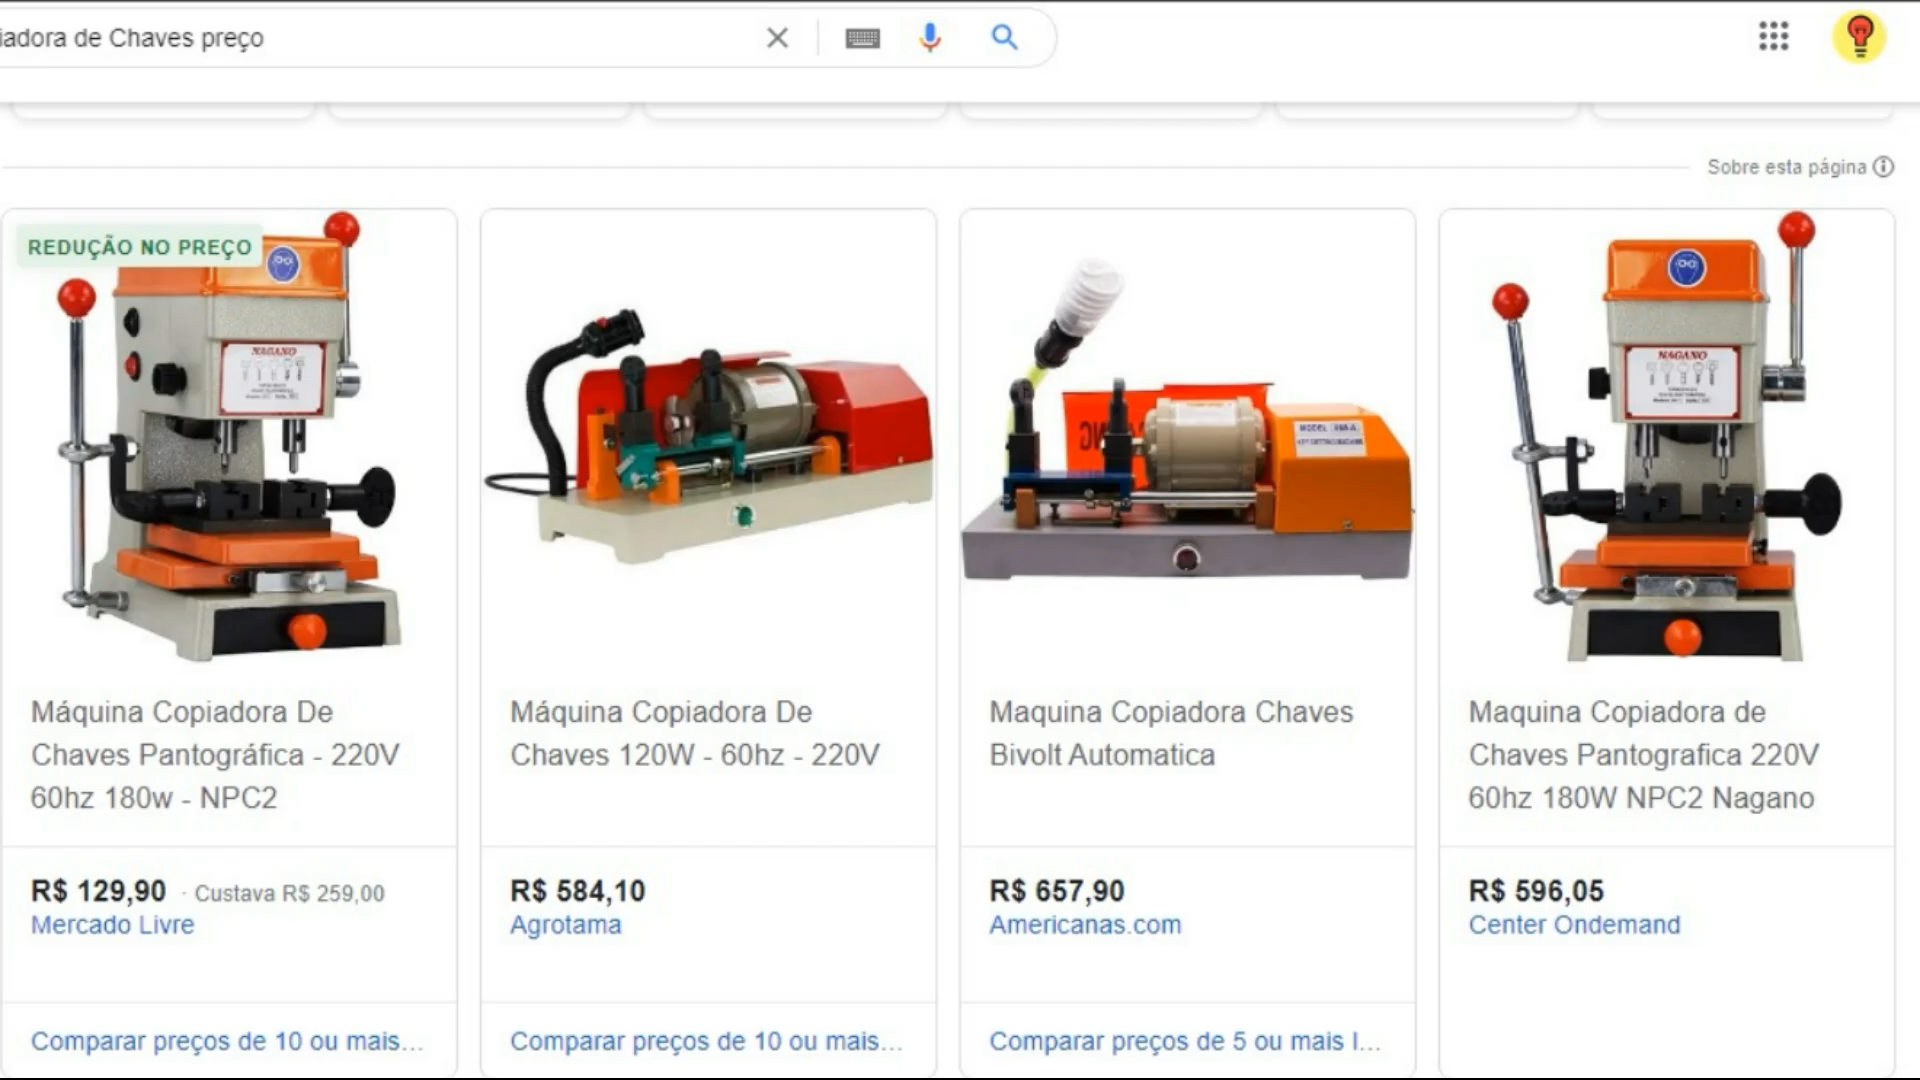 iadora de Chaves preço
Sobre esta página
REDUÇÃO NO PREÇO
NAGANO
MODEL
NAGANO
Máquina Copiadora De
Chaves Pantográfica - 220V
60hz 180w - NPC2
R$ 129,90 · Custava R$ 259,00
Mercado Livre
Comparar preços de 10 ou mais...
Máquina Copiadora De
Chaves 120W - 60hz - 220V
R$ 584,10
Agrotama
Comparar preços de 10 ou mais...
Maquina Copiadora Chaves
Bivolt Automatica
R$ 657,90
Americanas.com
Comparar preços de 5 ou mais l...
Maquina Copiadora de
Chaves Pantografica 220V
60hz 180W NPC2 Nagano
R$ 596,05
Center Ondemand